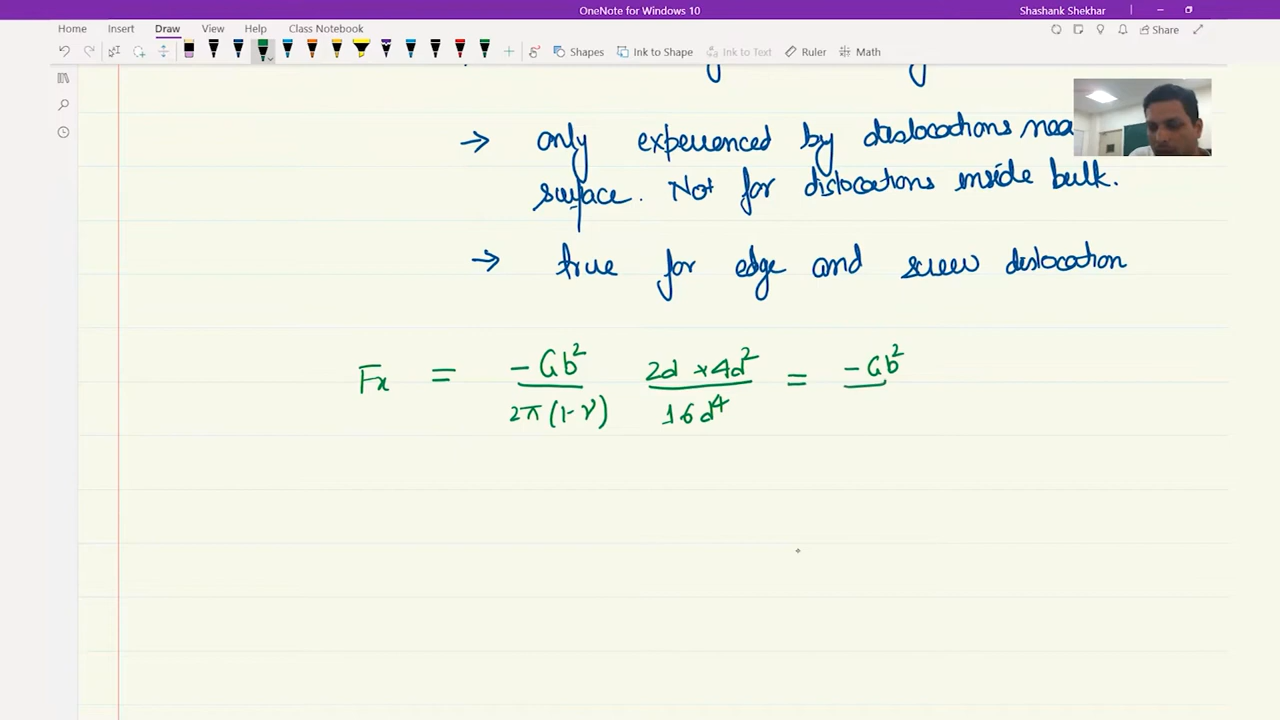 OneNote for Windows 10
Shashank Shekhar
Home Insert Draw View Help Class Notebook
Share
Shapes Ink to Shape Ink to Text Ruler Math
→ only experienced by dislocations
surface. Not for dislocations inside bulk.
→ true for edge and screw dislocation
Fx = -Gb² / 2π(1-ν) 2d × 4d² / 16d⁴ = -Gb²